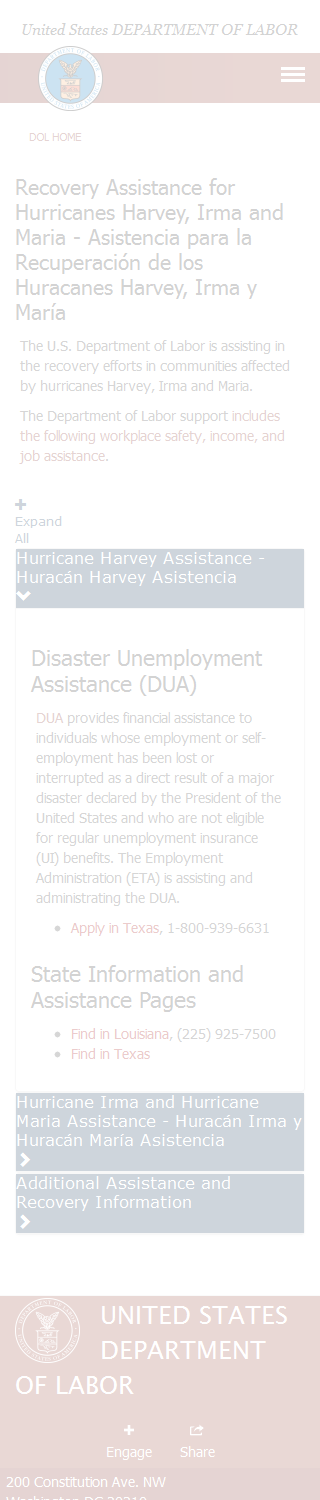 United States DEPARTMENT OF LABOR
DOL HOME
Recovery Assistance for
Hurricanes Harvey, Irma and
Maria - Asistencia para la
Recuperación de los
Huracanes Harvey, Irma y
María
The U.S. Department of Labor is assisting in
the recovery efforts in communities affected
by hurricanes Harvey, Irma and Maria.
The Department of Labor support includes
the following workplace safety, income, and
job assistance.
Expand
All
Hurricane Harvey Assistance -
Huracán Harvey Asistencia
Disaster Unemployment
Assistance (DUA)
DUA provides financial assistance to
individuals whose employment or self-
employment has been lost or
interrupted as a direct result of a major
disaster declared by the President of the
United States and who are not eligible
for regular unemployment insurance
(UI) benefits. The Employment
Administration (ETA) is assisting and
administrating the DUA.
• Apply in Texas, 1-800-939-6631
State Information and
Assistance Pages
• Find in Louisiana, (225) 925-7500
• Find in Texas
Hurricane Irma and Hurricane
Maria Assistance - Huracán Irma y
Huracán María Asistencia
Additional Assistance and
Recovery Information
UNITED STATES
DEPARTMENT
OF LABOR
Engage Share
200 Constitution Ave. NW